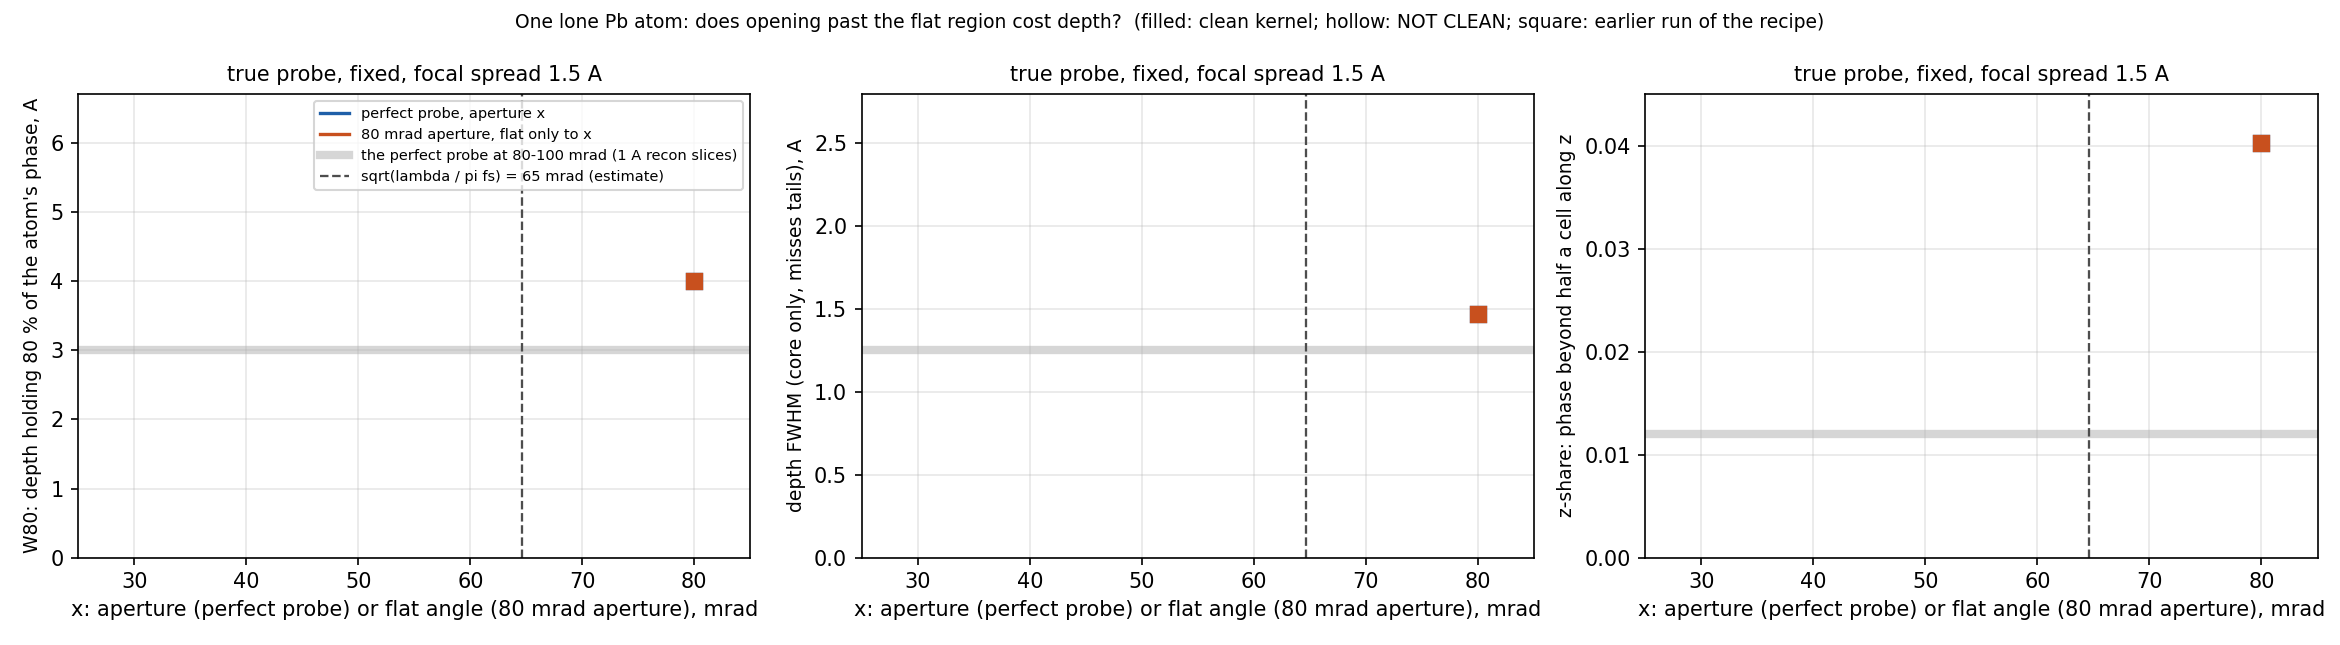 One lone Pb atom: does opening past the flat region cost depth?  (filled: clean kernel; hollow: NOT CLEAN; square: earlier run of the recipe)
true probe, fixed, focal spread 1.5 A
W80: depth holding 80 % of the atom's phase, A
6
5
4
3
2
1
0
perfect probe, aperture x
80 mrad aperture, flat only to x
the perfect probe at 80-100 mrad (1 A recon slices)
sqrt(lambda / pi fs) = 65 mrad (estimate)
30 40 50 60 70 80
x: aperture (perfect probe) or flat angle (80 mrad aperture), mrad
true probe, fixed, focal spread 1.5 A
depth FWHM (core only, misses tails), A
2.5
2.0
1.5
1.0
0.5
0.0
30 40 50 60 70 80
x: aperture (perfect probe) or flat angle (80 mrad aperture), mrad
true probe, fixed, focal spread 1.5 A
z-share: phase beyond half a cell along z
0.04
0.03
0.02
0.01
0.00
30 40 50 60 70 80
x: aperture (perfect probe) or flat angle (80 mrad aperture), mrad